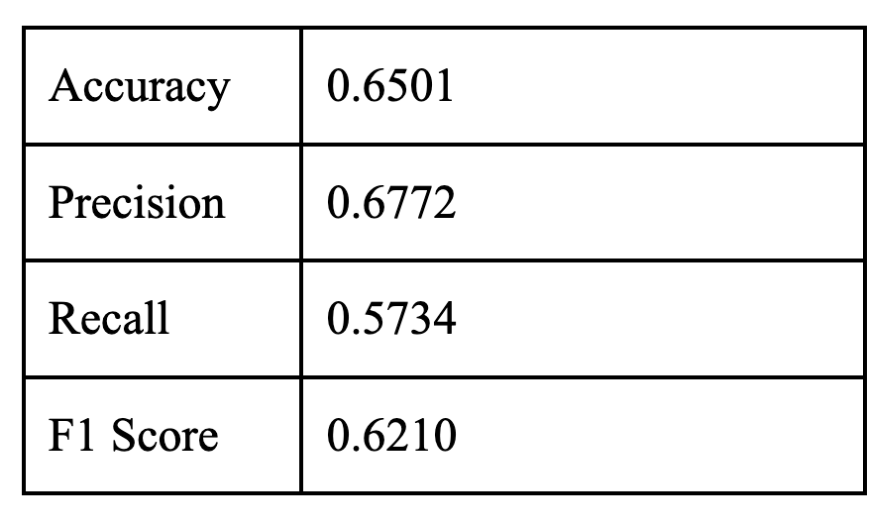 Accuracy 0.6501
Precision 0.6772
Recall 0.5734
F1 Score 0.6210